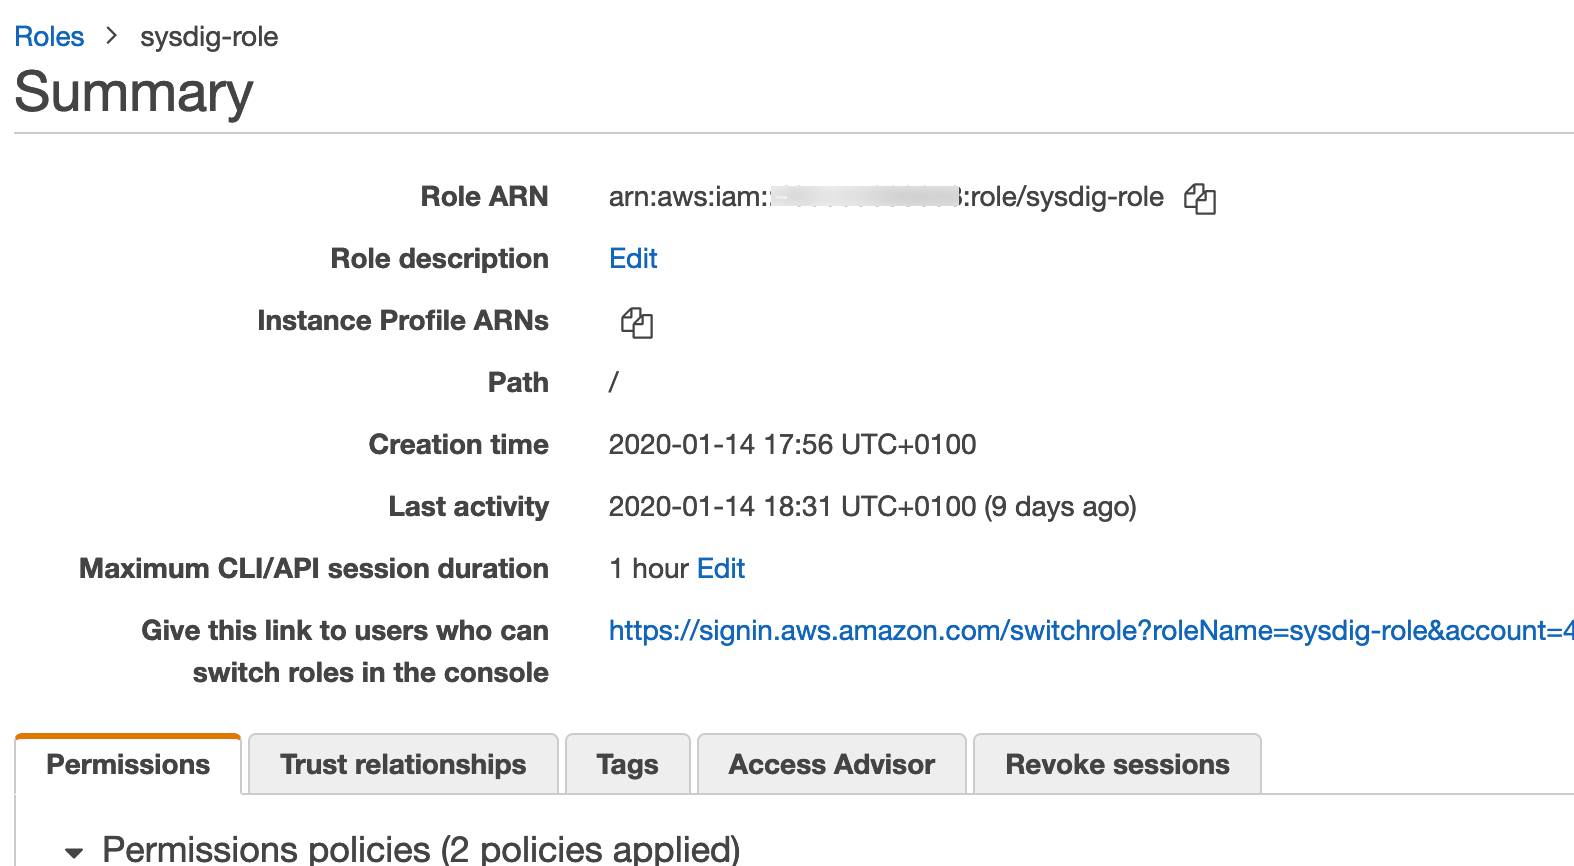 Roles > sysdig-role
Summary
Role ARN arn:aws:iam:: :role/sysdig-role
Role description Edit
Instance Profile ARNs
Path /
Creation time 2020-01-14 17:56 UTC+0100
Last activity 2020-01-14 18:31 UTC+0100 (9 days ago)
Maximum CLI/API session duration 1 hour Edit
Give this link to users who can https://signin.aws.amazon.com/switchrole?roleName=sysdig-role&account=4
switch roles in the console
Permissions Trust relationships Tags Access Advisor Revoke sessions
Permissions policies (2 policies applied)